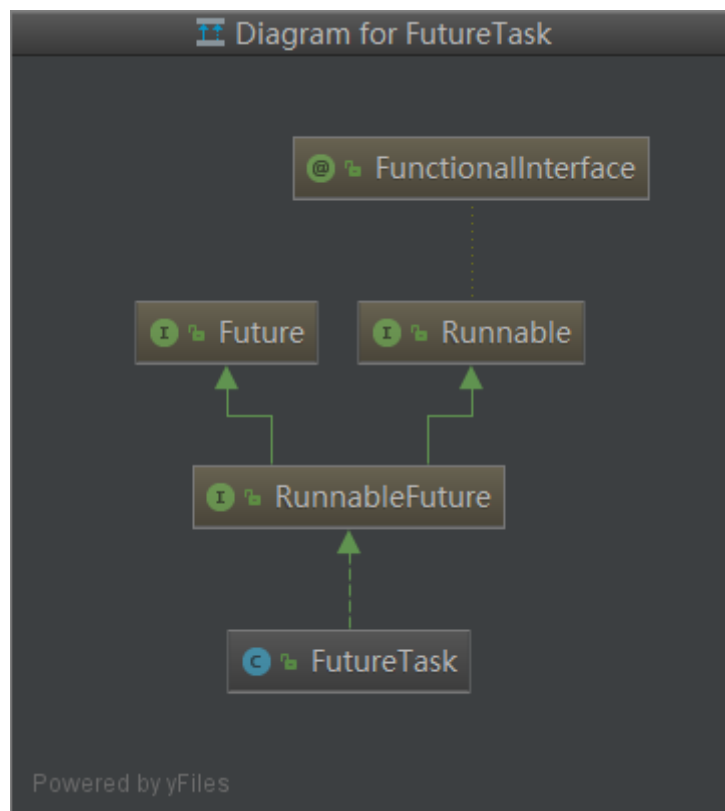 Diagram for FutureTask
@ FunctionalInterface
I Future
I Runnable
I RunnableFuture
C FutureTask
Powered by yFiles